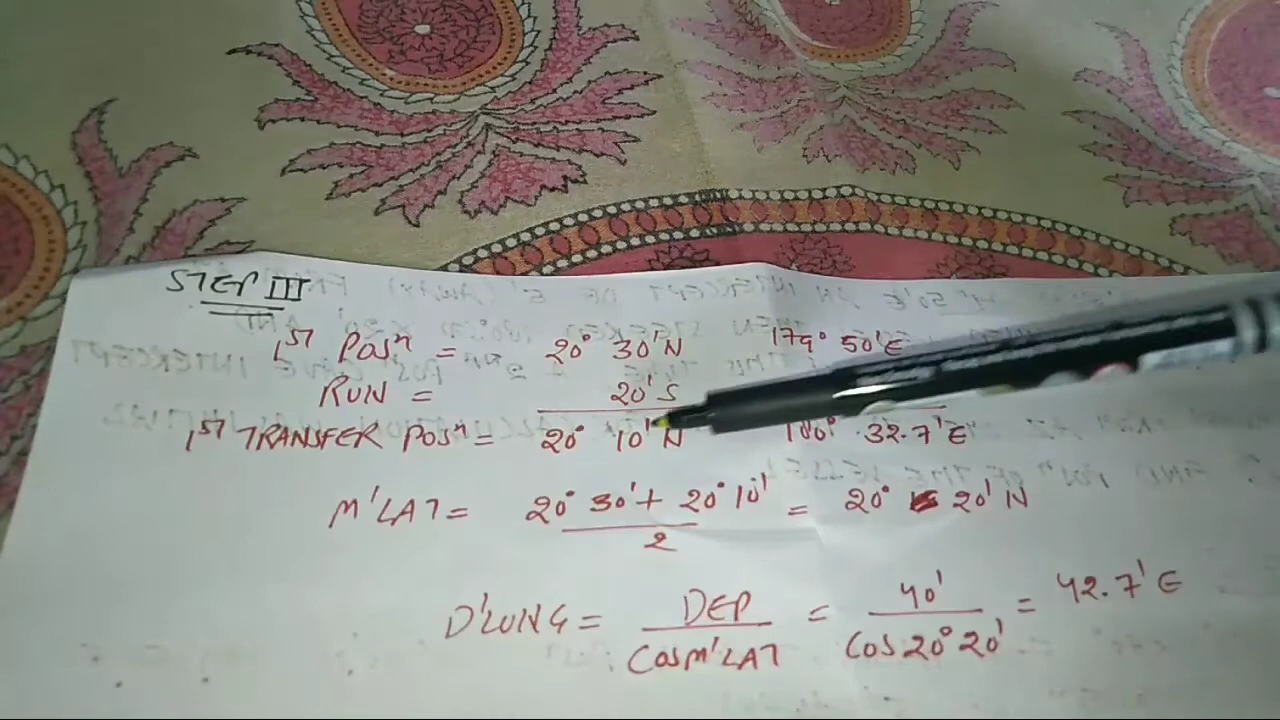 STEP III
1ST POSⁿ = 20° 30'N 179° 50'E
RUN = 20'S
1ST TRANSFER POSⁿ = 20° 10'N 180° 32.7'E
M'LAT = 20° 30' + 20° 10' / 2 = 20° 20' N
D'LONG = DEP / COSM'LAT = 40' / COS 20° 20' = 42.7' E